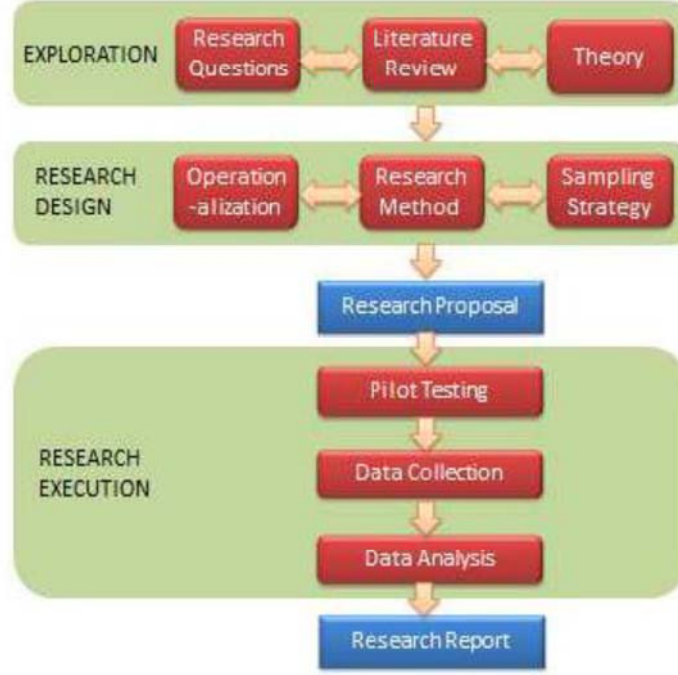 EXPLORATION
Research
Questions
Literature
Review
Theory
RESEARCH
DESIGN
Operation
-alization
Research
Method
Sampling
Strategy
Research Proposal
RESEARCH
EXECUTION
Pilot Testing
Data Collection
Data Analysis
Research Report